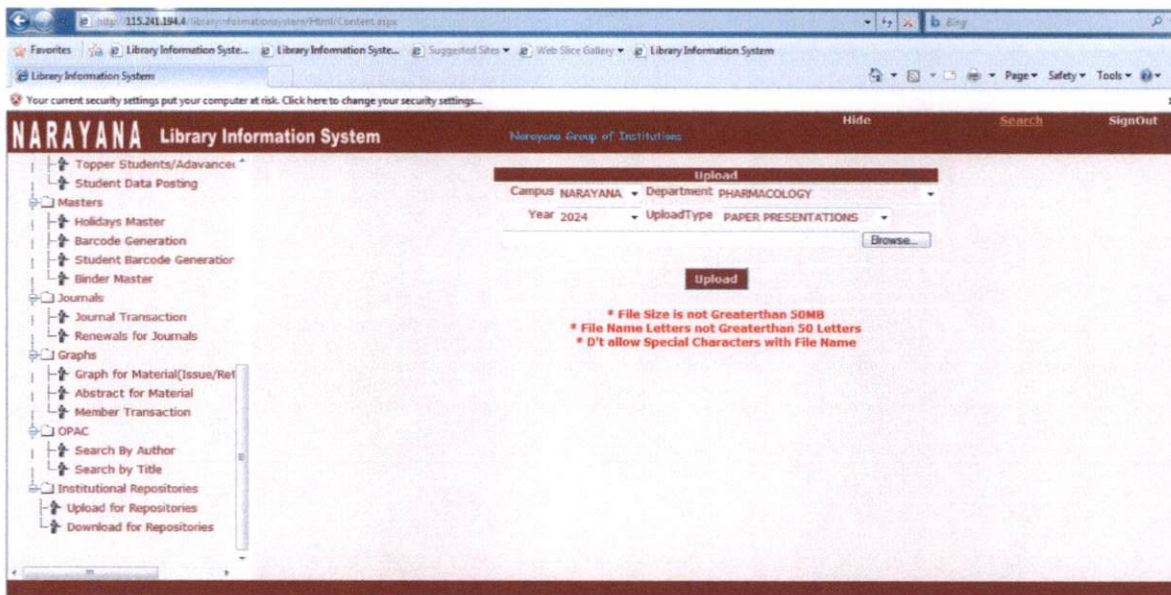 http://115.241.194.4/libraryinformationsystem/Html/Content.aspx
Bing
Favorites Library Information Syste... Library Information Syste... Suggested Sites Web Slice Gallery Library Information System
Library Information System
Page Safety Tools
Your current security settings put your computer at risk. Click here to change your security settings...
NARAYANA Library Information System Narayana Group of Institutions Hide Search SignOut
Topper Students/Adavancec
Student Data Posting
Masters
Holidays Master
Barcode Generation
Student Barcode Generation
Binder Master
Journals
Journal Transaction
Renewals for Journals
Graphs
Graph for Material(Issue/Ret
Abstract for Material
Member Transaction
OPAC
Search By Author
Search by Title
Institutional Repositories
Upload for Repositories
Download for Repositories
Upload
Campus NARAYANA Department PHARMACOLOGY
Year 2024 UploadType PAPER PRESENTATIONS
Browse...
Upload
* File Size is not Greaterthan 50MB
* File Name Letters not Greaterthan 50 Letters
* D't allow Special Characters with File Name